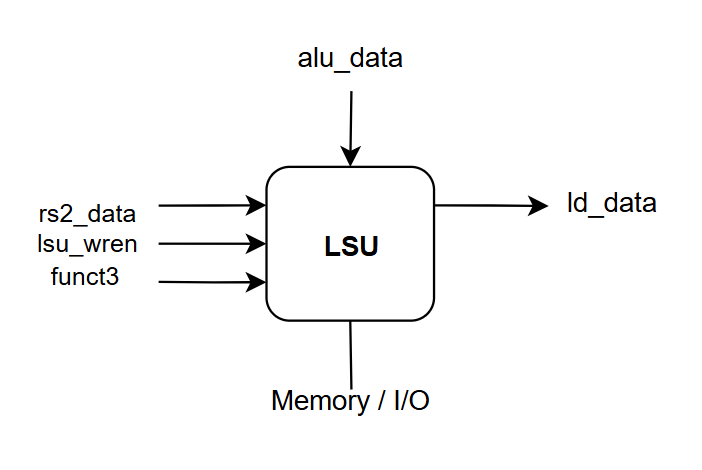 alu_data
rs2_data
lsu_wren
funct3
LSU
ld_data
Memory / I/O